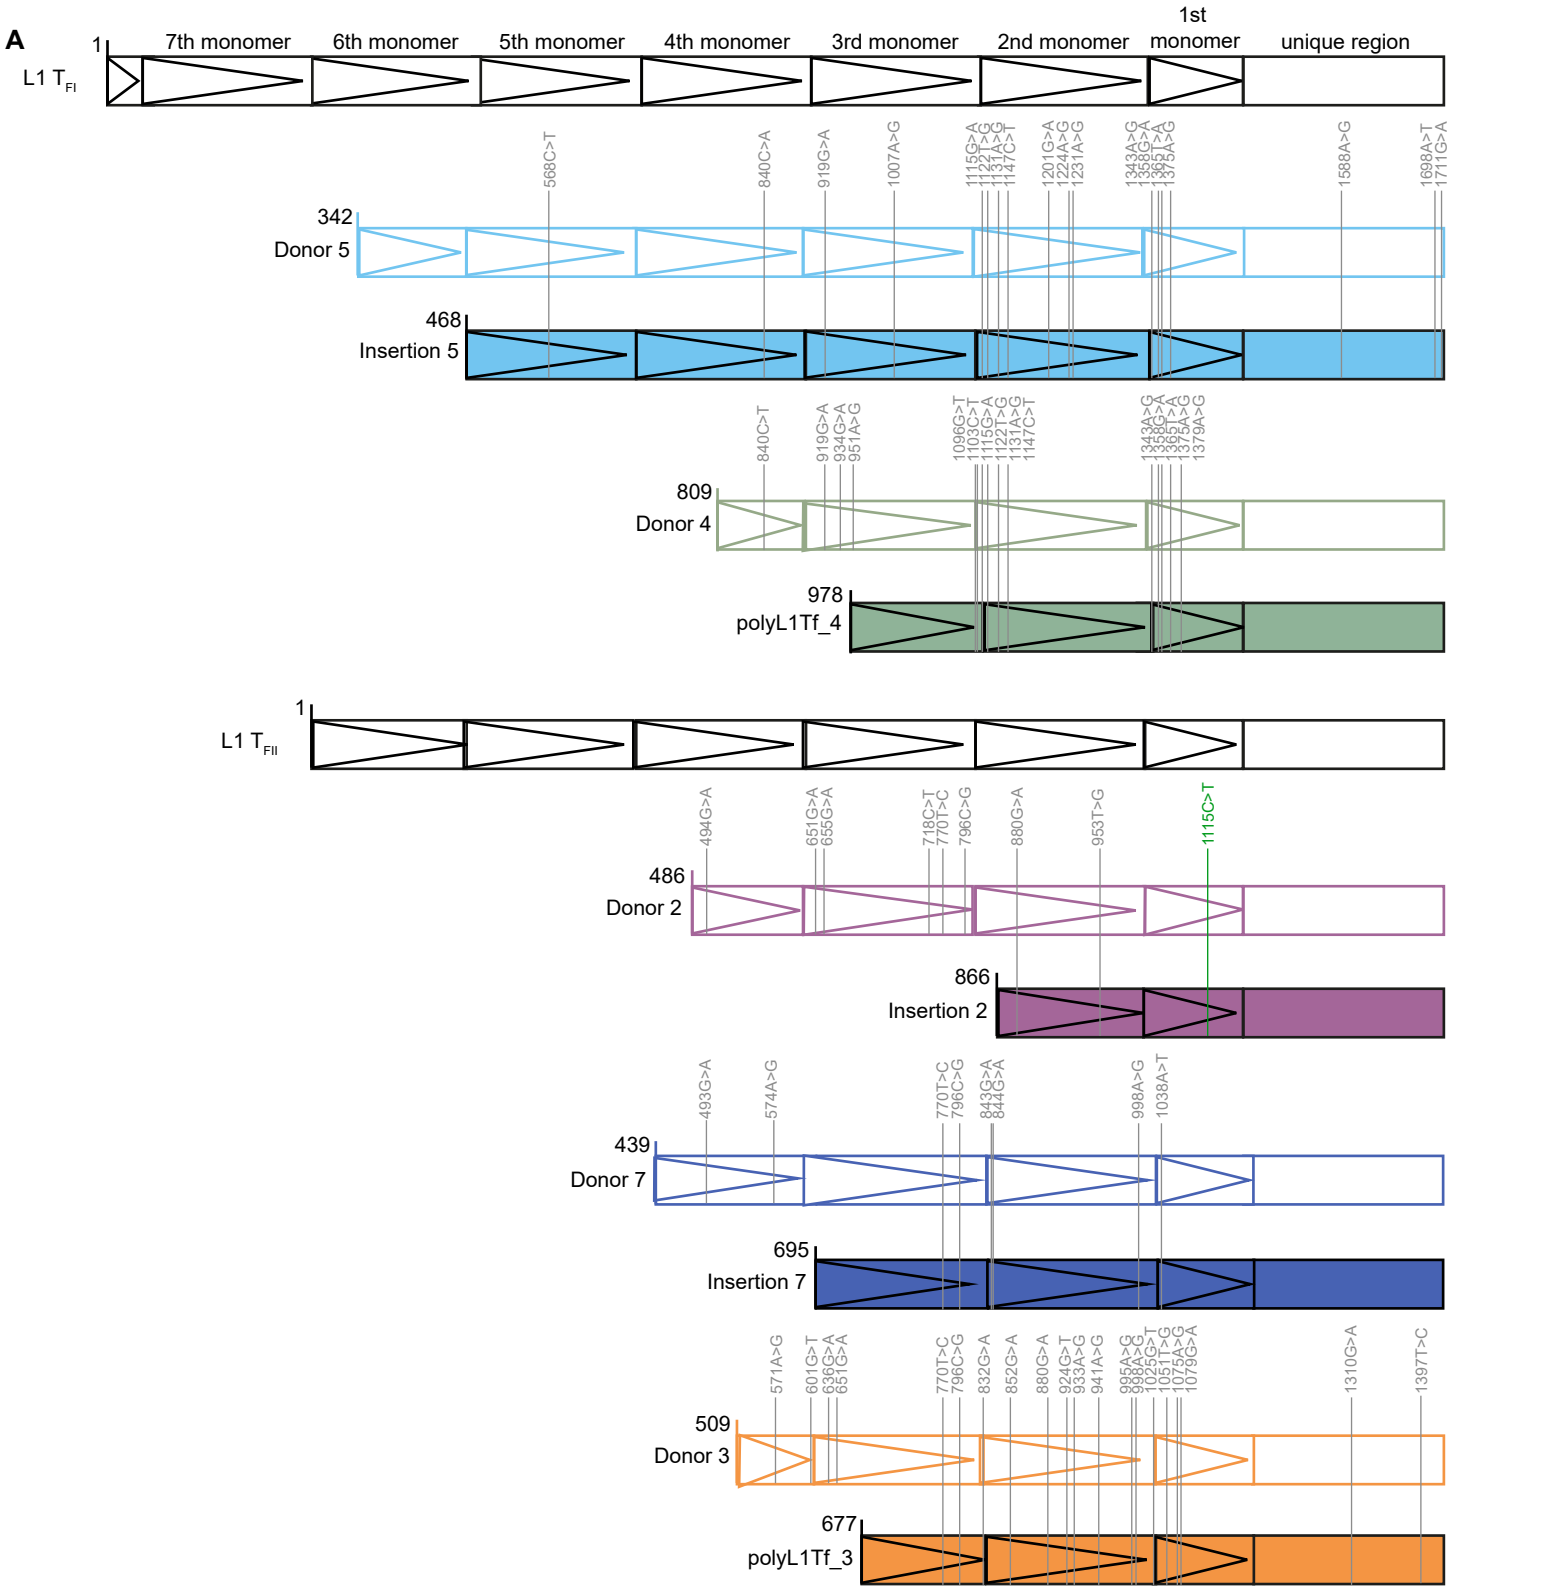 A
1st
7th monomer 6th monomer 5th monomer 4th monomer 3rd monomer 2nd monomer monomer unique region
1
L1 TFI
568C>T 840C>A 919G>A 1007A>G 1115G>A 1122T>G 1131A>G 1147C>T 1201G>A 1224A>G 1231A>G 1343A>G 1358G>A 1365T>A 1375A>G 1588A>G 1698A>T 1711G>A
342
Donor 5
468
Insertion 5
840C>T 919G>A 934G>A 951A>G 1096G>T 1103C>T 1115G>A 1122T>G 1131A>G 1147C>T 1343A>G 1358G>A 1365T>A 1375A>G 1379A>G
809
Donor 4
978
polyL1Tf_4
1
L1 TFII
494G>A 651G>A 655G>A 718C>T 770T>C 796C>G 880G>A 953T>G 1115C>T
486
Donor 2
866
Insertion 2
493G>A 574A>G 770T>C 796C>G 843G>A 844G>A 998A>G 1038A>T
439
Donor 7
695
Insertion 7
571A>G 601G>T 636G>A 651G>A 770T>C 796C>G 832G>A 852G>A 880G>A 924G>T 933A>G 941A>G 995A>G 998A>G 1025G>T 1051T>G 1075A>G 1079G>A 1310G>A 1397T>C
509
Donor 3
677
polyL1Tf_3